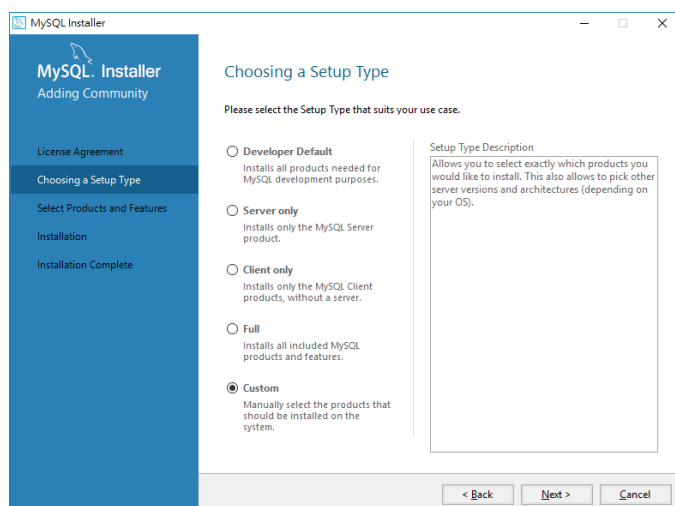 MySQL Installer
MySQL. Installer
Adding Community
License Agreement
Choosing a Setup Type
Select Products and Features
Installation
Installation Complete
Choosing a Setup Type
Please select the Setup Type that suits your use case.
Developer Default
Installs all products needed for
MySQL development purposes.
Server only
Installs only the MySQL Server
product.
Client only
Installs only the MySQL Client
products, without a server.
Full
Installs all included MySQL
products and features.
Custom
Manually select the products that
should be installed on the
system.
Setup Type Description
Allows you to select exactly which products you
would like to install. This also allows to pick other
server versions and architectures (depending on
your OS).
< Back
Next >
Cancel